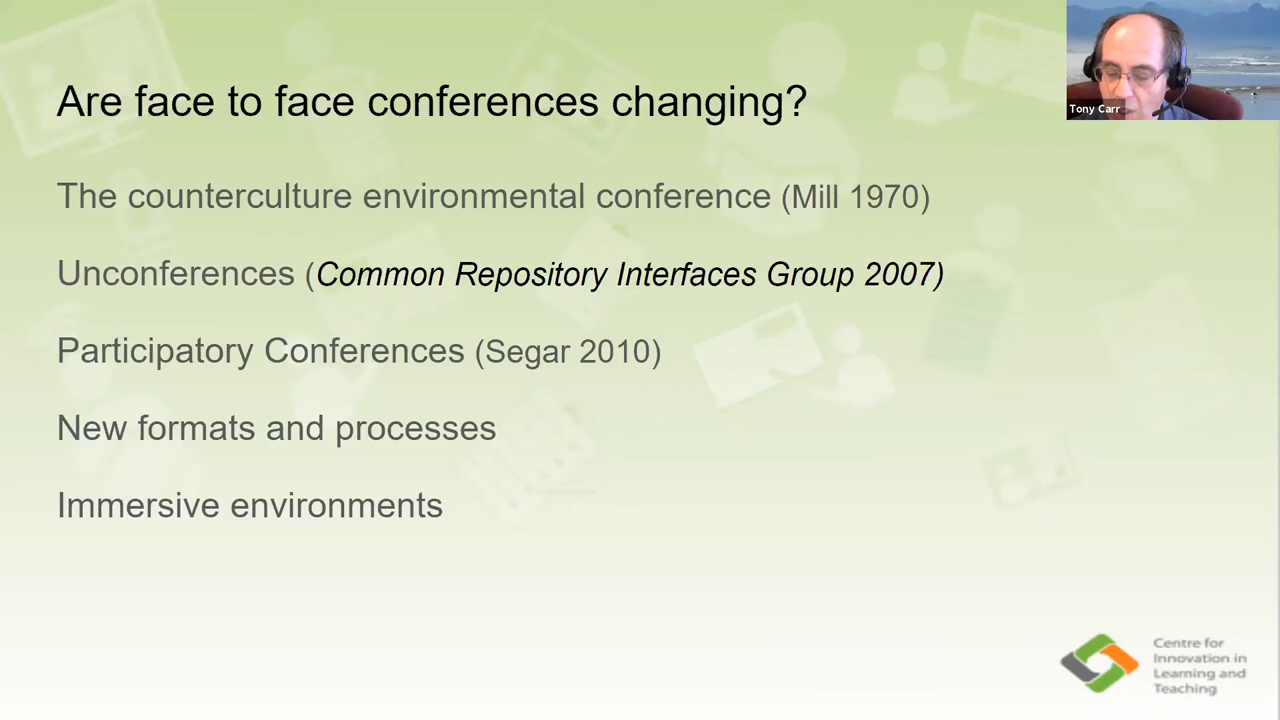 Are face to face conferences changing?
Tony Carr
The counterculture environmental conference (Mill 1970)
Unconferences (Common Repository Interfaces Group 2007)
Participatory Conferences (Segar 2010)
New formats and processes
Immersive environments
Centre for
Innovation in
Learning and
Teaching